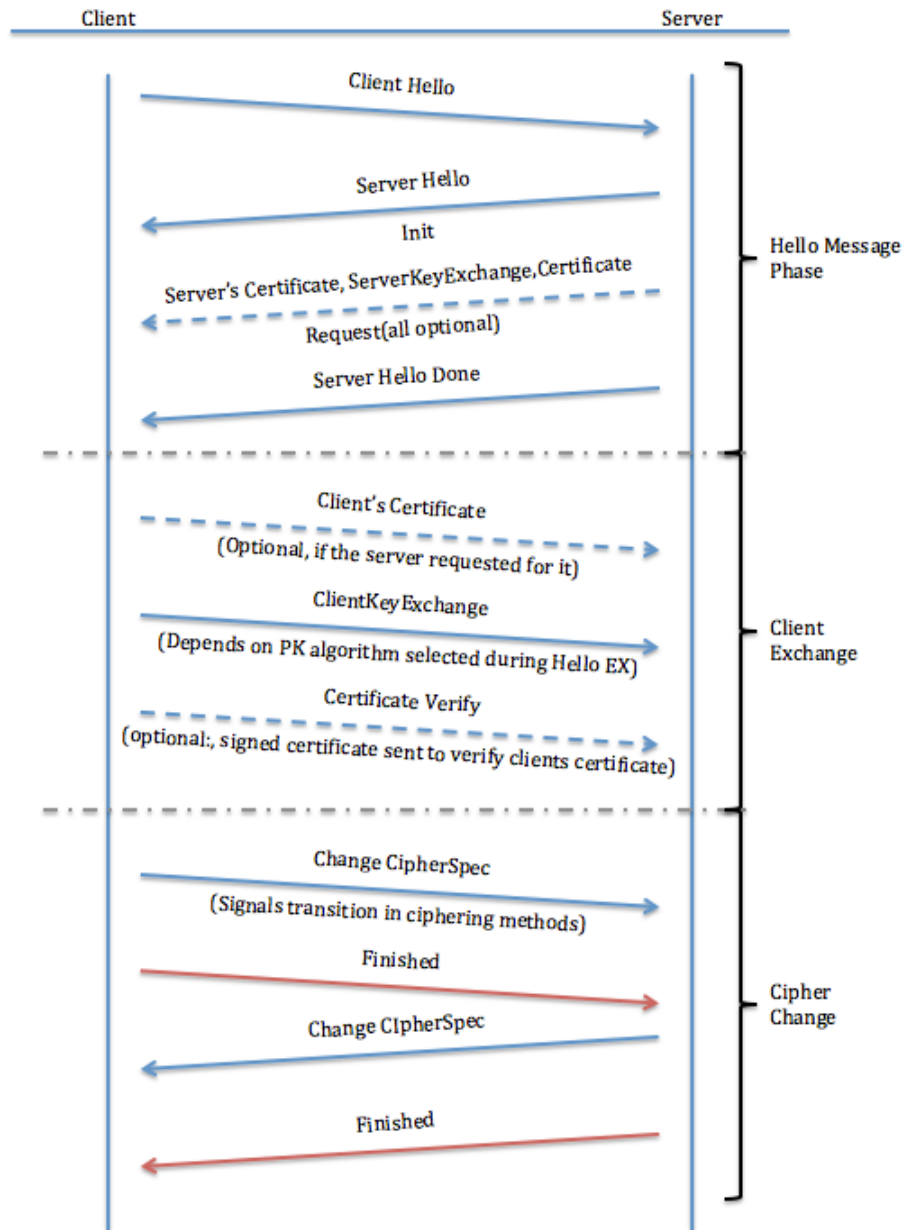 Client
Server
Client Hello
Server Hello
Init
Hello Message
Phase
Server's Certificate, ServerKeyExchange,Certificate
Request(all optional)
Server Hello Done
Client's Certificate
(Optional, if the server requested for it)
ClientKeyExchange
(Depends on PK algorithm selected during Hello EX)
Client
Exchange
Certificate Verify
(optional:, signed certificate sent to verify clients certificate)
Change CipherSpec
(Signals transition in ciphering methods)
Finished
Cipher
Change
Change CIpherSpec
Finished